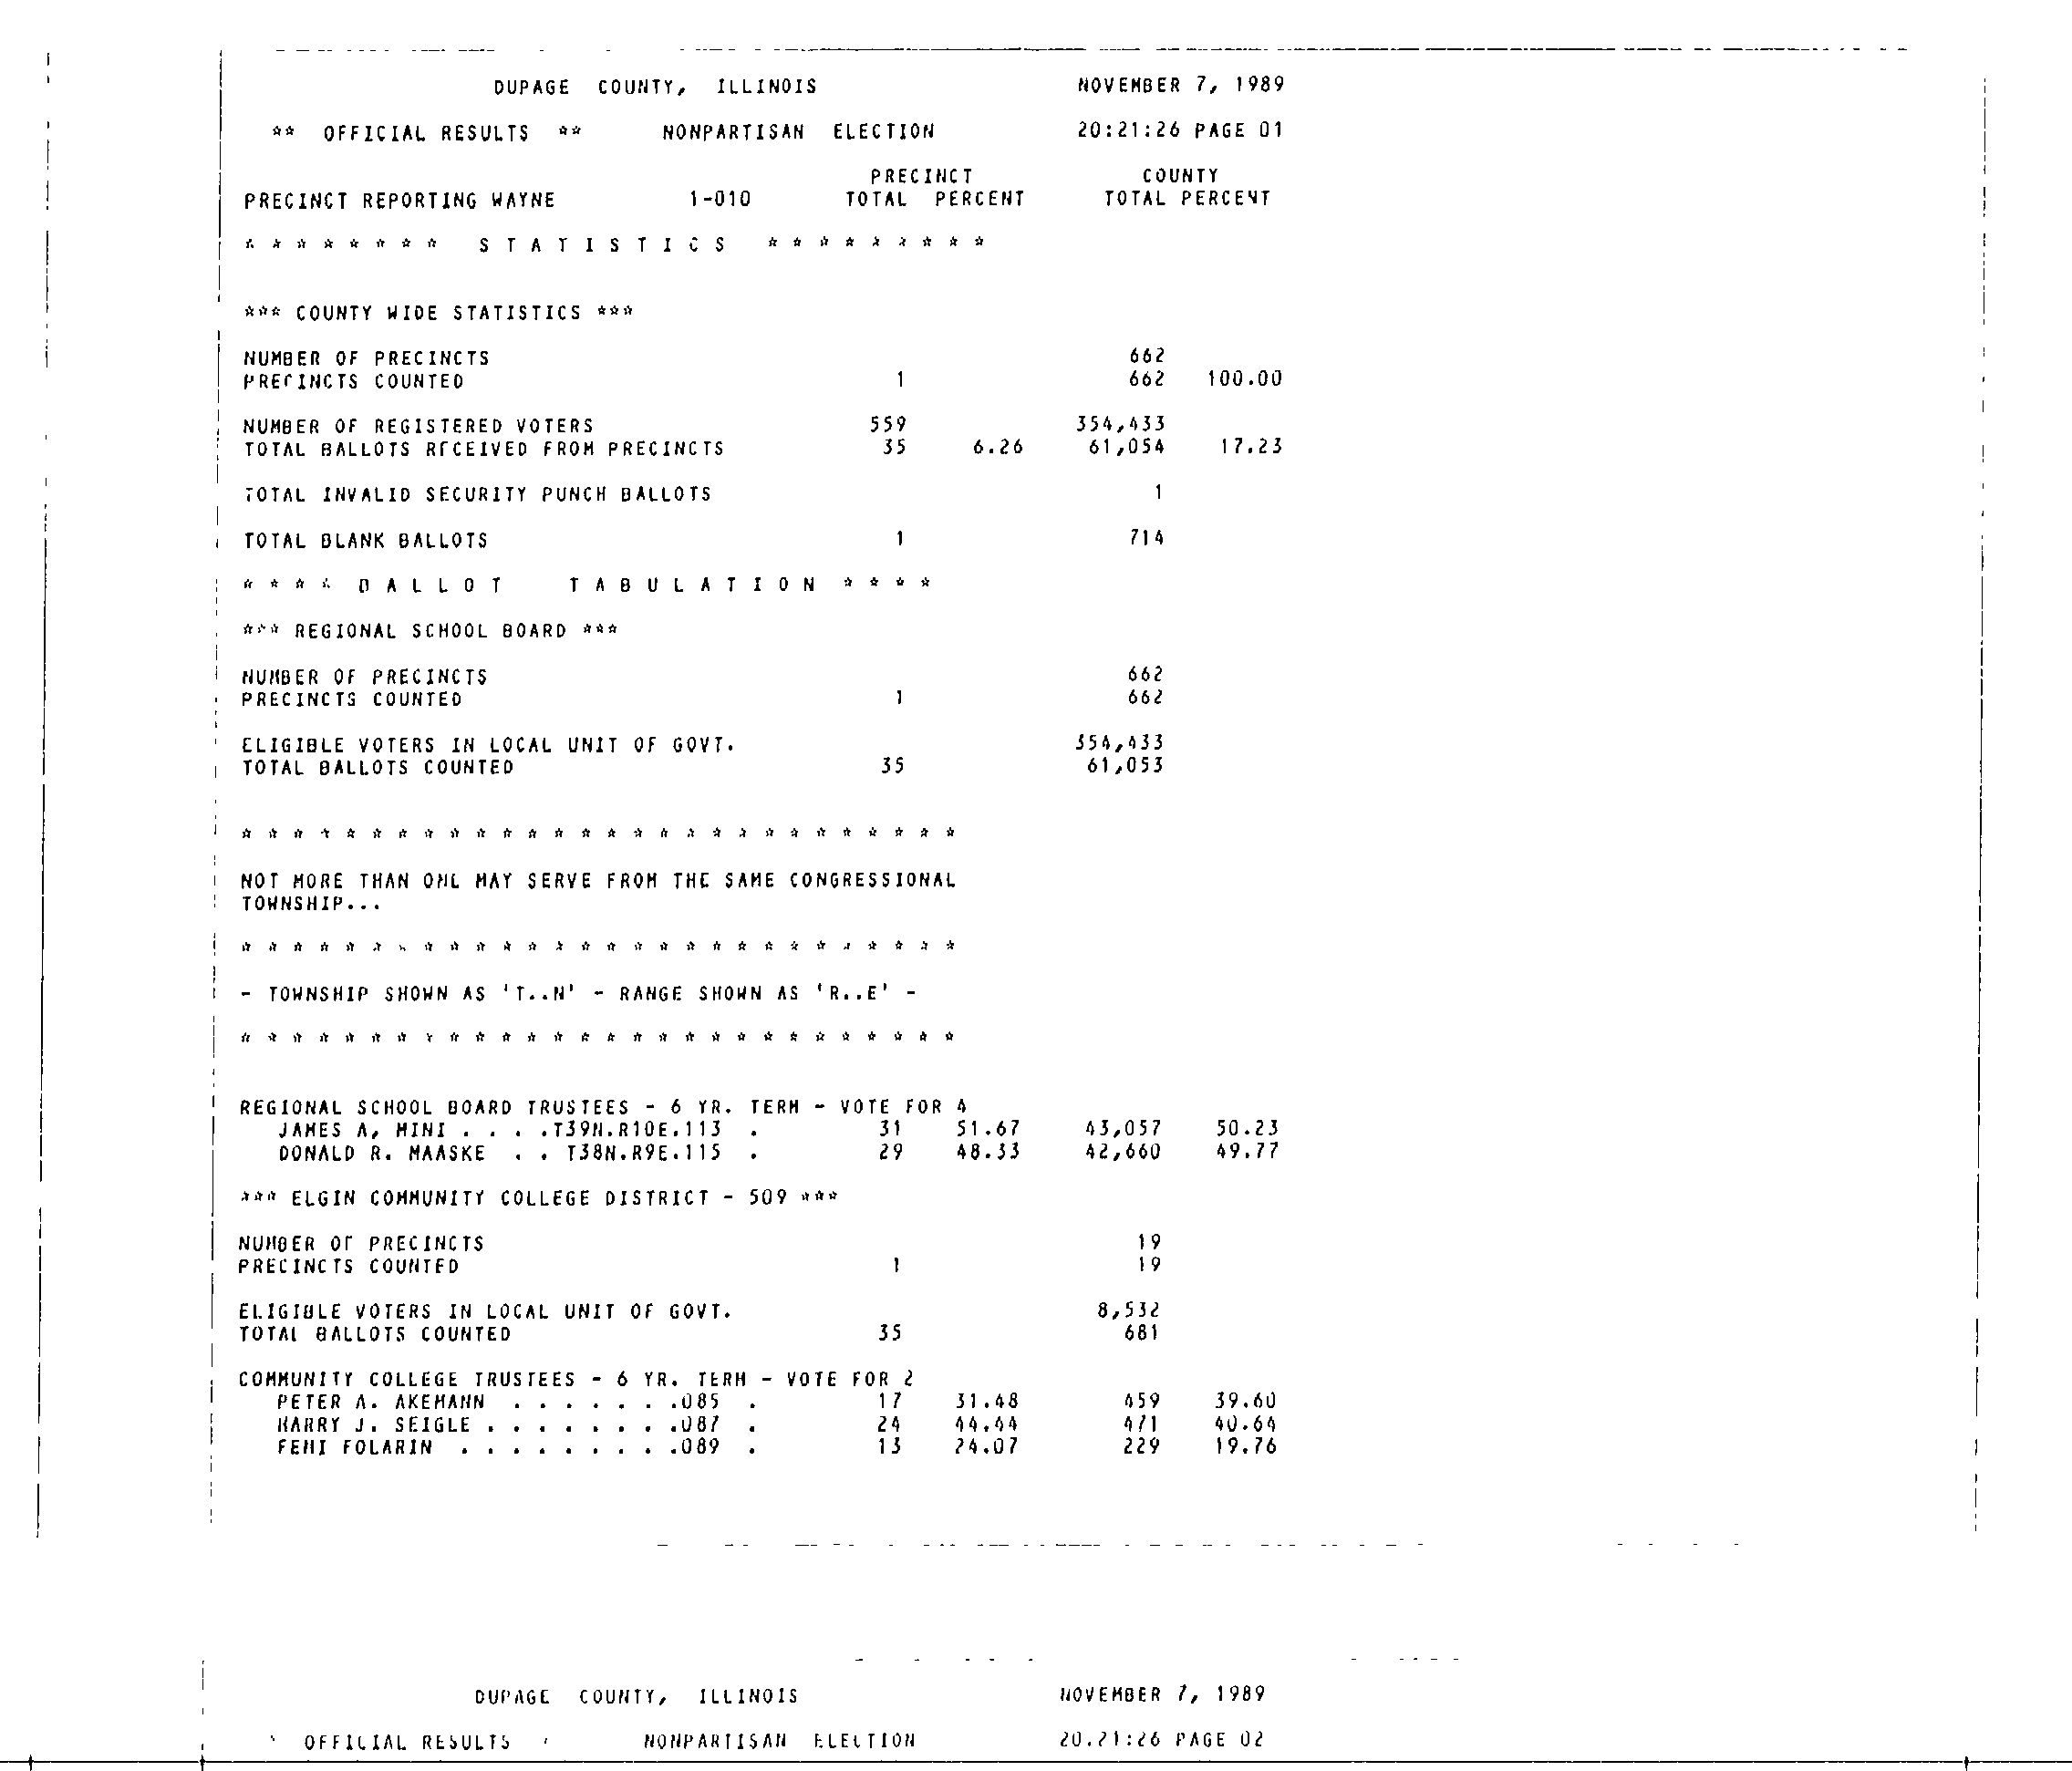 DUPAGE COUNTY, ILLINOIS NOVEMBER 7, 1989
** OFFICIAL RESULTS ** NONPARTISAN ELECTION 20:21:26 PAGE 01
PRECINCT COUNTY
PRECINCT REPORTING WAYNE 1-010 TOTAL PERCENT TOTAL PERCENT
* * * * * * * * S T A T I S T I C S * * * * * * * * *
*** COUNTY WIDE STATISTICS ***
NUMBER OF PRECINCTS 662
PRECINCTS COUNTED 1 662 100.00
NUMBER OF REGISTERED VOTERS 559 354,433
TOTAL BALLOTS RECEIVED FROM PRECINCTS 35 6.26 61,054 17.23
TOTAL INVALID SECURITY PUNCH BALLOTS 1
TOTAL BLANK BALLOTS 1 714
* * * * B A L L O T T A B U L A T I O N * * * *
*** REGIONAL SCHOOL BOARD ***
NUMBER OF PRECINCTS 662
PRECINCTS COUNTED 1 662
ELIGIBLE VOTERS IN LOCAL UNIT OF GOVT. 354,433
TOTAL BALLOTS COUNTED 35 61,053
* * * * * * * * * * * * * * * * * * * * * * * * * * * *
NOT MORE THAN ONE MAY SERVE FROM THE SAME CONGRESSIONAL
TOWNSHIP...
* * * * * * * * * * * * * * * * * * * * * * * * * * * *
- TOWNSHIP SHOWN AS 'T..N' - RANGE SHOWN AS 'R..E' -
* * * * * * * * * * * * * * * * * * * * * * * * * * * *
REGIONAL SCHOOL BOARD TRUSTEES - 6 YR. TERM - VOTE FOR 4
JAMES A. MINI . . . .T39N.R10E.113 . 31 51.67 43,057 50.23
DONALD R. MAASKE . . T38N.R9E.115 . 29 48.33 42,660 49.77
*** ELGIN COMMUNITY COLLEGE DISTRICT - 509 ***
NUMBER OF PRECINCTS 19
PRECINCTS COUNTED 1 19
ELIGIBLE VOTERS IN LOCAL UNIT OF GOVT. 8,532
TOTAL BALLOTS COUNTED 35 681
COMMUNITY COLLEGE TRUSTEES - 6 YR. TERM - VOTE FOR 2
PETER A. AKEMANN . . . . . . .085 . 17 31.48 459 39.60
HARRY J. SEIGLE . . . . . . . .087 . 24 44.44 471 40.64
FEMI FOLARIN . . . . . . . . .089 . 13 24.07 229 19.76
DUPAGE COUNTY, ILLINOIS NOVEMBER 7, 1989
OFFICIAL RESULTS NONPARTISAN ELECTION 20.21:26 PAGE 02